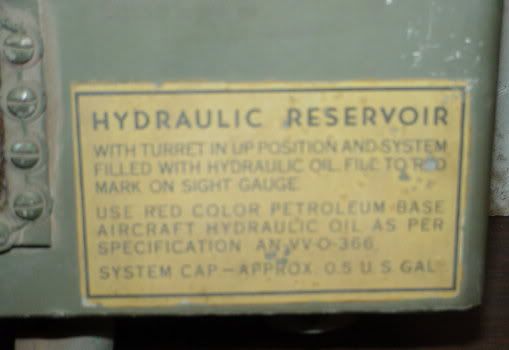 HYDRAULIC RESERVOIR
WITH TURRET IN UP POSITION AND SYSTEM
FILLED WITH HYDRAULIC OIL. FILL TO RED
MARK ON SIGHT GAUGE
USE RED COLOR PETROLEUM BASE
AIRCRAFT HYDRAULIC OIL AS PER
SPECIFICATION AN-VV-O-366.
SYSTEM CAP—APPROX. 0.5 U.S. GAL.